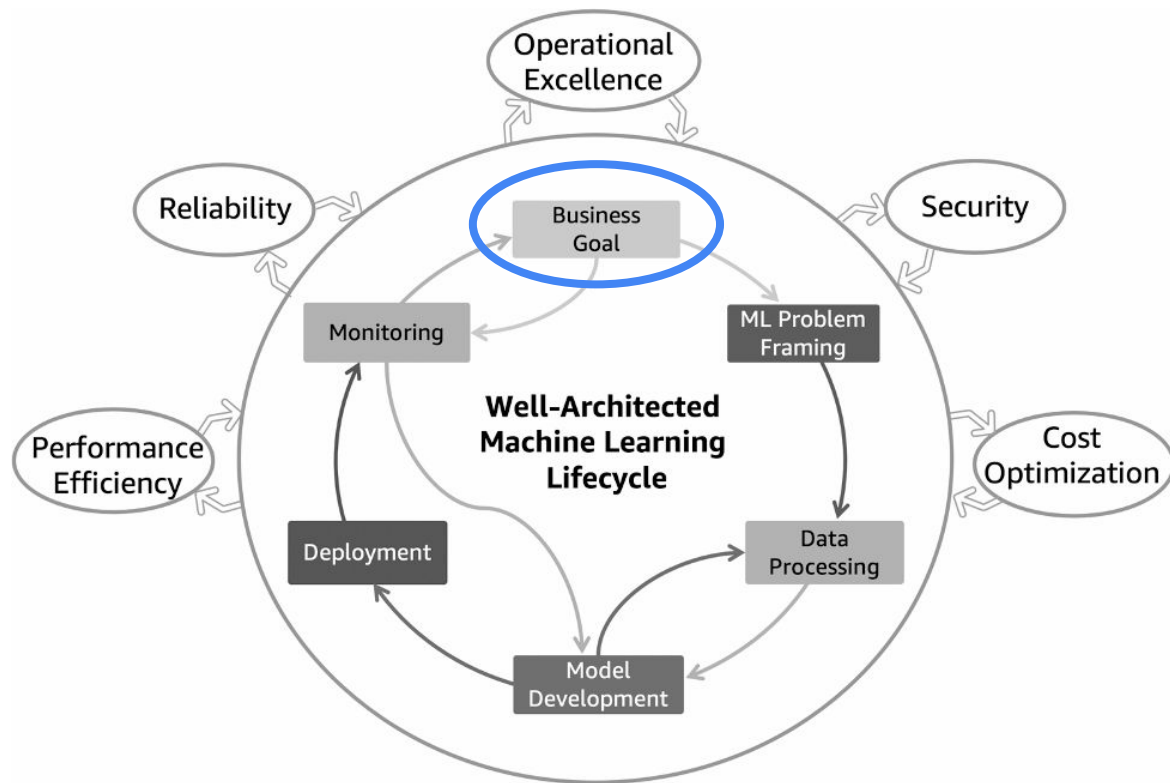 Operational
Excellence
Reliability
Business
Goal
Security
Monitoring
ML Problem
Framing
Well-Architected
Machine Learning
Lifecycle
Performance
Efficiency
Cost
Optimization
Deployment
Data
Processing
Model
Development